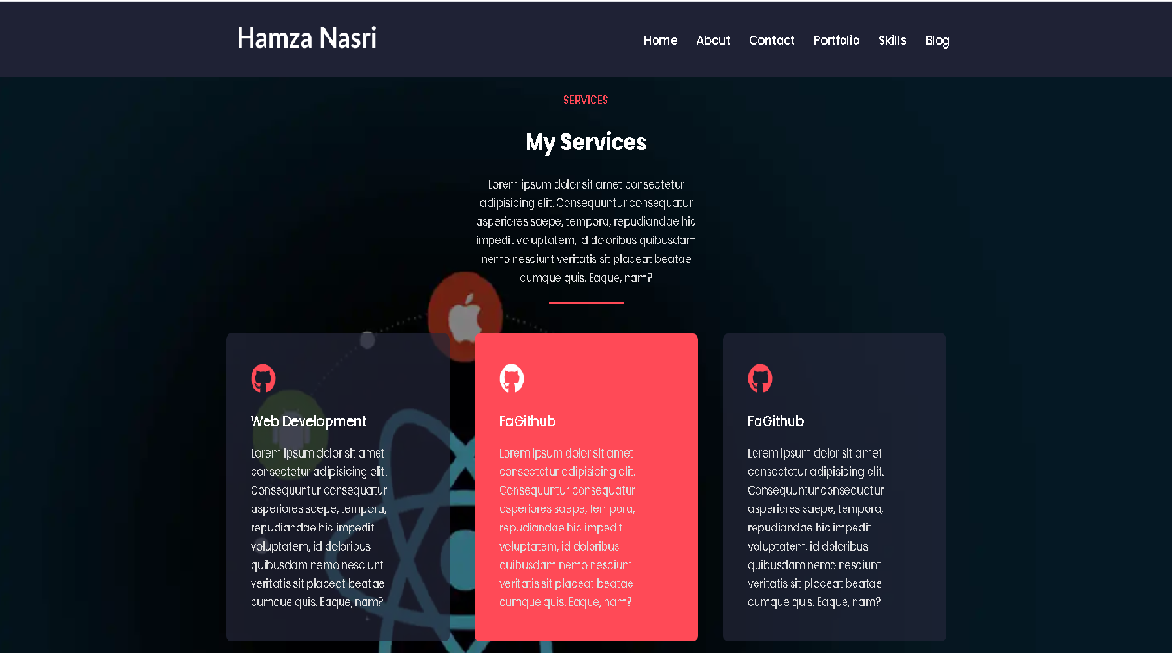 Hamza Nasri
Home About Contact Portfolio Skills Blog
SERVICES
My Services
Lorem ipsum dolor sit amet consectetur
adipisicing elit. Consequuntur consequatur
asperiores saepe, tempora, repudiandae hic
impedit voluptatem, id doloribus quibusdam
nemo nesciunt veritatis sit placeat beatae
cumque quis. Eaque, nam?
Web Development
Lorem ipsum dolor sit amet
consectetur adipisicing elit.
Consequuntur consequatur
asperiores saepe, tempora,
repudiandae hic impedit
voluptatem, id doloribus
quibusdam nemo nesciunt
veritatis sit placeat beatae
cumque quis. Eaque, nam?
FaGithub
Lorem ipsum dolor sit amet
consectetur adipisicing elit.
Consequuntur consequatur
asperiores saepe, tempora,
repudiandae hic impedit
voluptatem, id doloribus
quibusdam nemo nesciunt
veritatis sit placeat beatae
cumque quis. Eaque, nam?
FaGithub
Lorem ipsum dolor sit amet
consectetur adipisicing elit.
Consequuntur consequatur
asperiores saepe, tempora,
repudiandae hic impedit
voluptatem, id doloribus
quibusdam nemo nesciunt
veritatis sit placeat beatae
cumque quis. Eaque, nam?